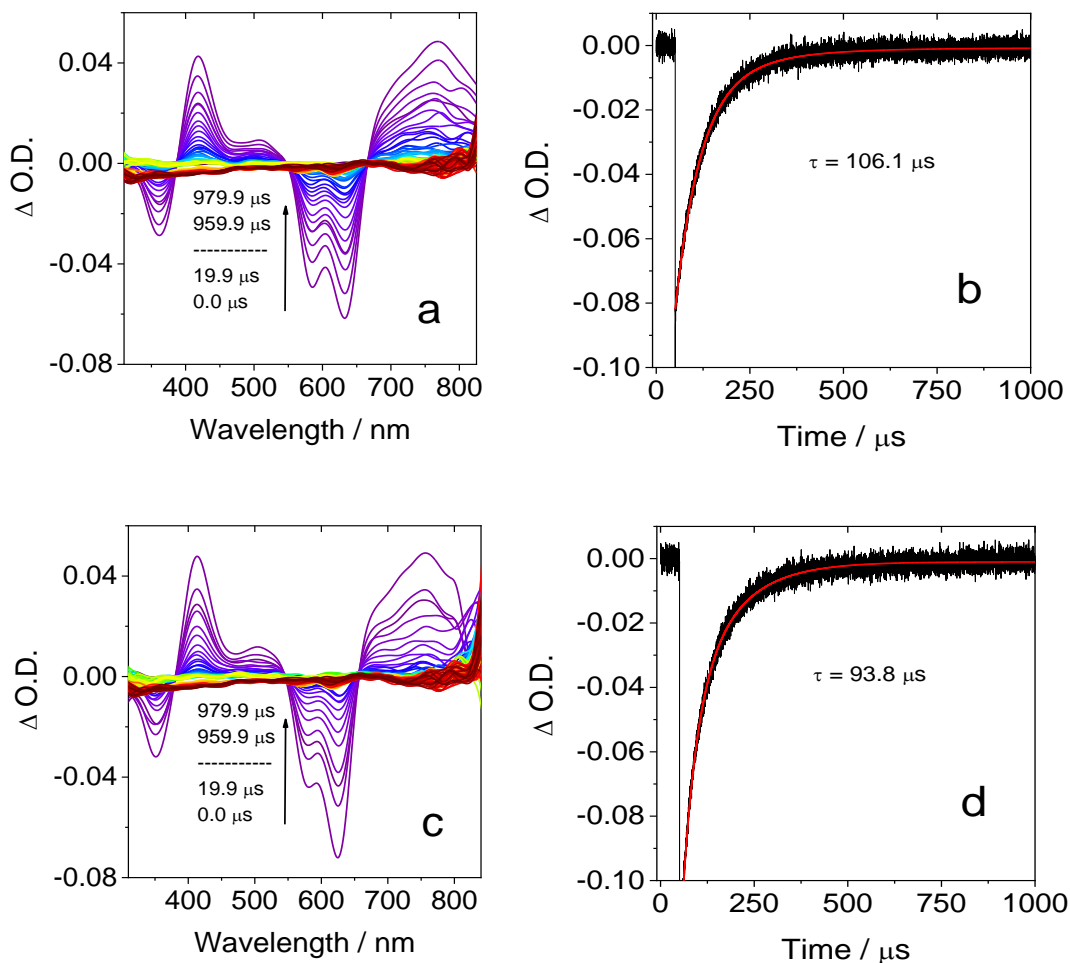 0.04
0.00
-0.04
-0.08
Δ O.D.
979.9 μs
959.9 μs
-----------
19.9 μs
0.0 μs
a
400 500 600 700 800
Wavelength / nm
0.00
-0.02
-0.04
-0.06
-0.08
-0.10
Δ O.D.
τ = 106.1 μs
b
0 250 500 750 1000
Time / μs
0.04
0.00
-0.04
-0.08
Δ O.D.
979.9 μs
959.9 μs
-----------
19.9 μs
0.0 μs
c
400 500 600 700 800
Wavelength / nm
0.00
-0.02
-0.04
-0.06
-0.08
-0.10
Δ O.D.
τ = 93.8 μs
d
0 250 500 750 1000
Time / μs